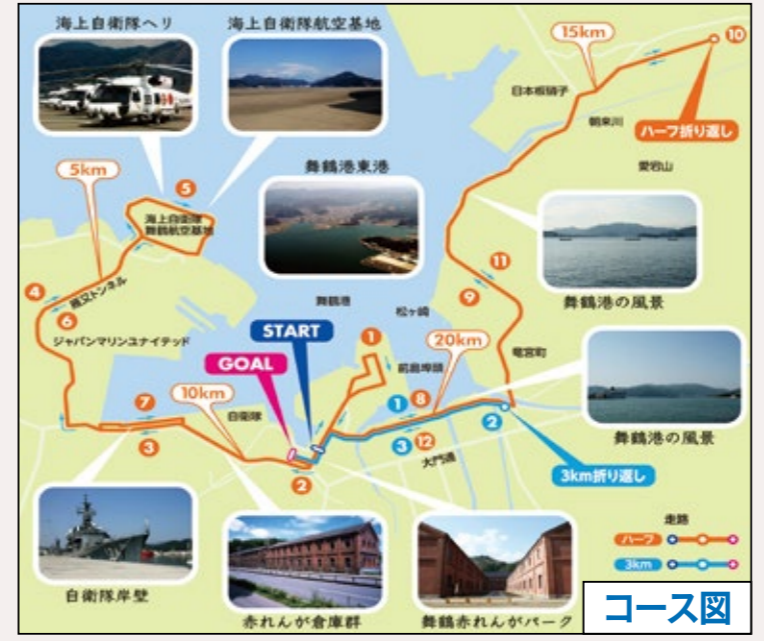 海上自衛隊ヘリ
海上自衛隊航空基地
15km
10
日本板硝子
朝来川
ハーフ折り返し
愛宕山
5km
5
海上自衛隊
舞鶴航空基地
舞鶴港東港
4
6
雁又トンネル
舞鶴港
松ヶ崎
11
9
舞鶴港の風景
ジャパンマリンユナイテッド
START
1
20km
GOAL
前島埠頭
竜宮町
7
10km
自衛隊
1
8
3
3
12
2
2
大門通
舞鶴港の風景
3km折り返し
走路
ハーフ
3km
自衛隊岸壁
赤れんが倉庫群
舞鶴赤れんがパーク
コース図